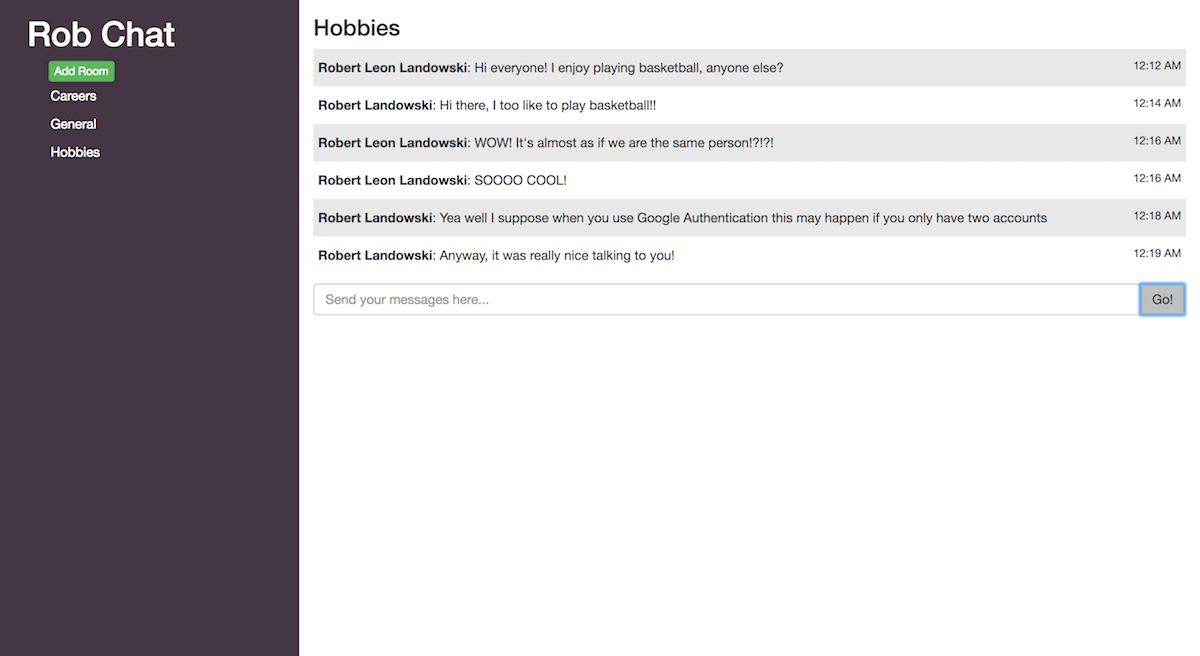 Rob Chat
Add Room
Careers
General
Hobbies
Hobbies
Robert Leon Landowski: Hi everyone! I enjoy playing basketball, anyone else? 12:12 AM
Robert Landowski: Hi there, I too like to play basketball!! 12:14 AM
Robert Leon Landowski: WOW! It's almost as if we are the same person!?!?! 12:16 AM
Robert Leon Landowski: SOOOO COOL! 12:16 AM
Robert Landowski: Yea well I suppose when you use Google Authentication this may happen if you only have two accounts 12:18 AM
Robert Landowski: Anyway, it was really nice talking to you! 12:19 AM
Send your messages here... Go!